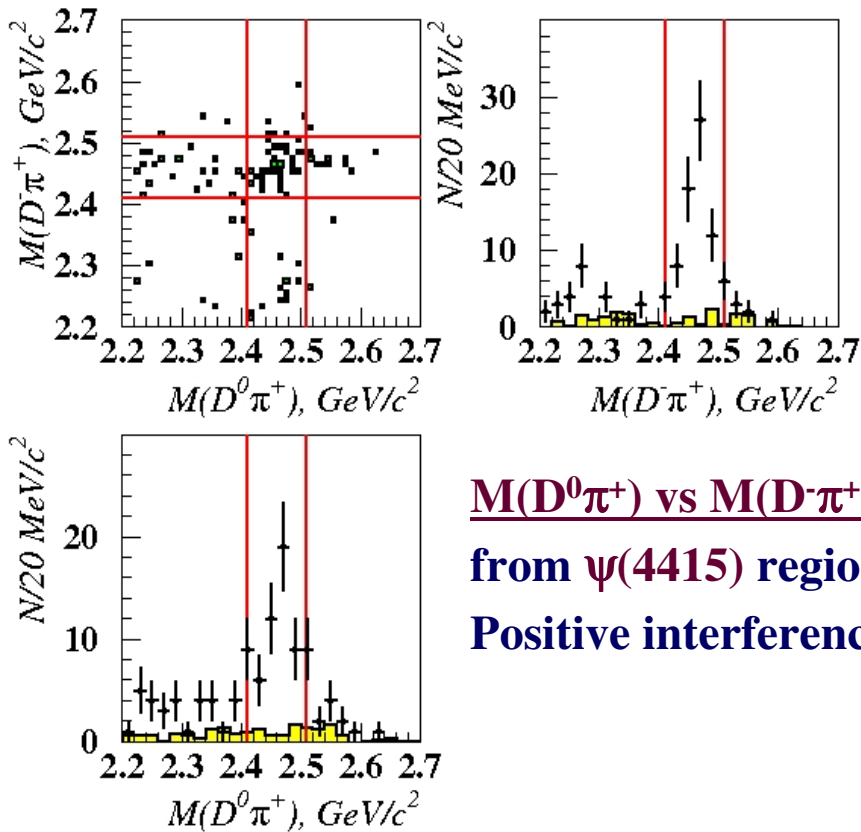 M(D⁻π⁺), GeV/c²
2.7
2.6
2.5
2.4
2.3
2.2
2.2 2.3 2.4 2.5 2.6 2.7
M(D⁰π⁺), GeV/c²
N/20 MeV/c²
30
20
10
0
2.2 2.3 2.4 2.5 2.6 2.7
M(D⁻π⁺), GeV/c²
N/20 MeV/c²
20
10
0
2.2 2.3 2.4 2.5 2.6 2.7
M(D⁰π⁺), GeV/c²
M(D⁰π⁺) vs M(D⁻π⁺
from ψ(4415) regio
Positive interferenc